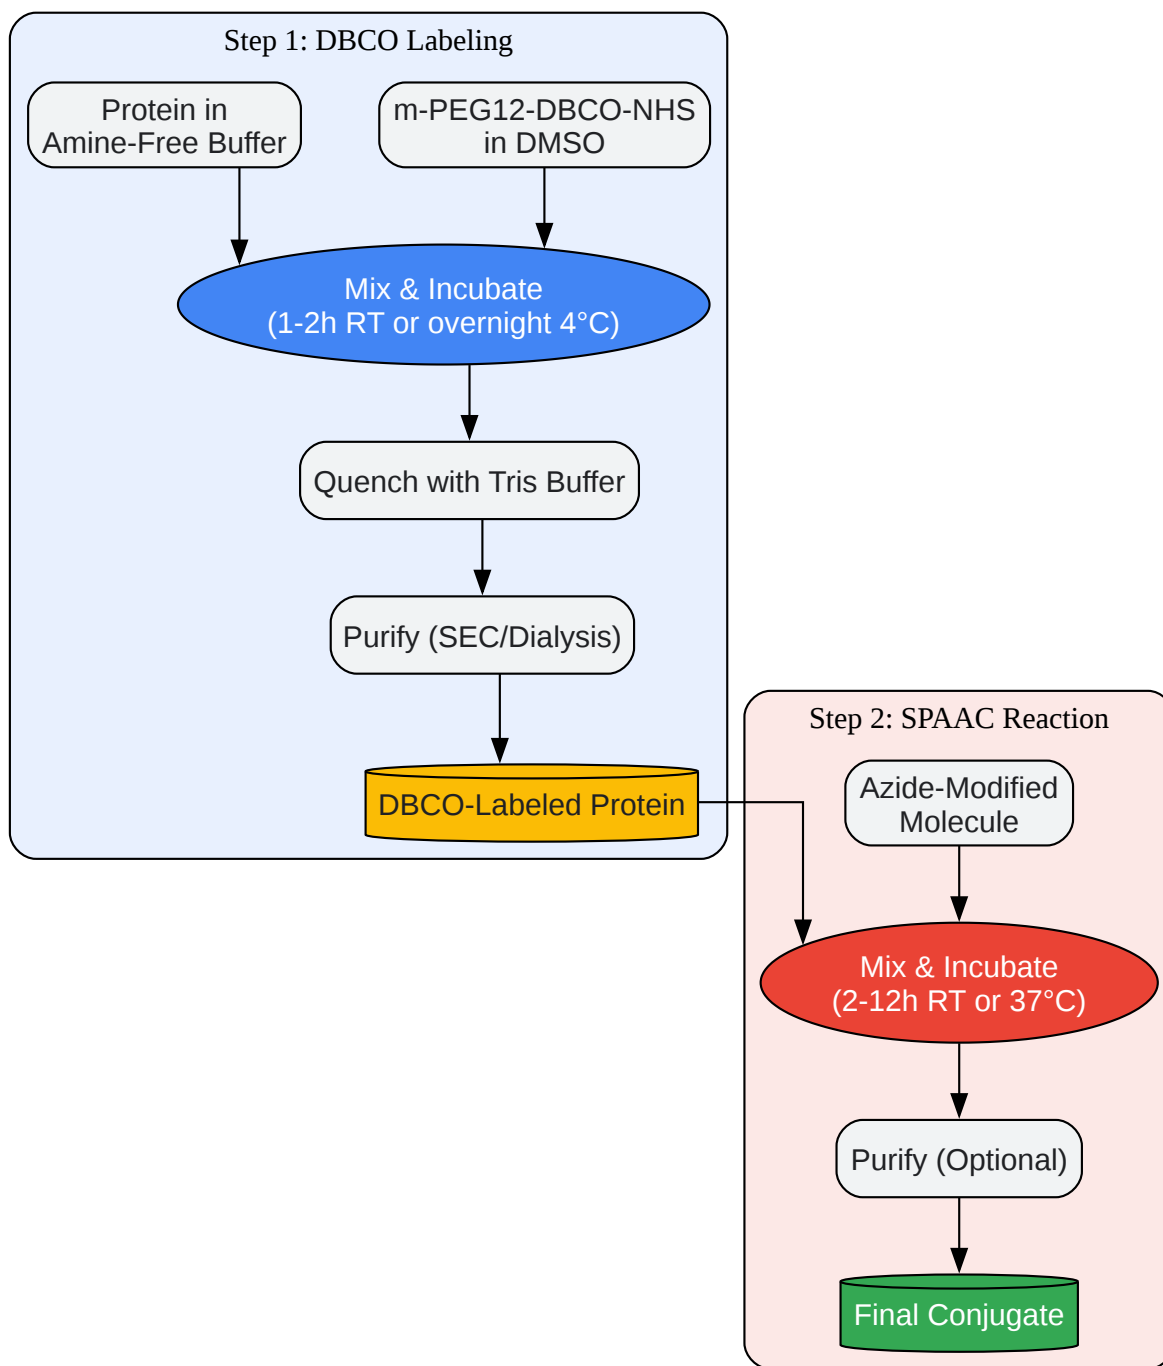 Step 1: DBCO Labeling
Protein in
Amine-Free Buffer
m-PEG12-DBCO-NHS
in DMSO
Mix & Incubate
(1-2h RT or overnight 4°C)
Quench with Tris Buffer
Purify (SEC/Dialysis)
DBCO-Labeled Protein
Step 2: SPAAC Reaction
Azide-Modified
Molecule
Mix & Incubate
(2-12h RT or 37°C)
Purify (Optional)
Final Conjugate